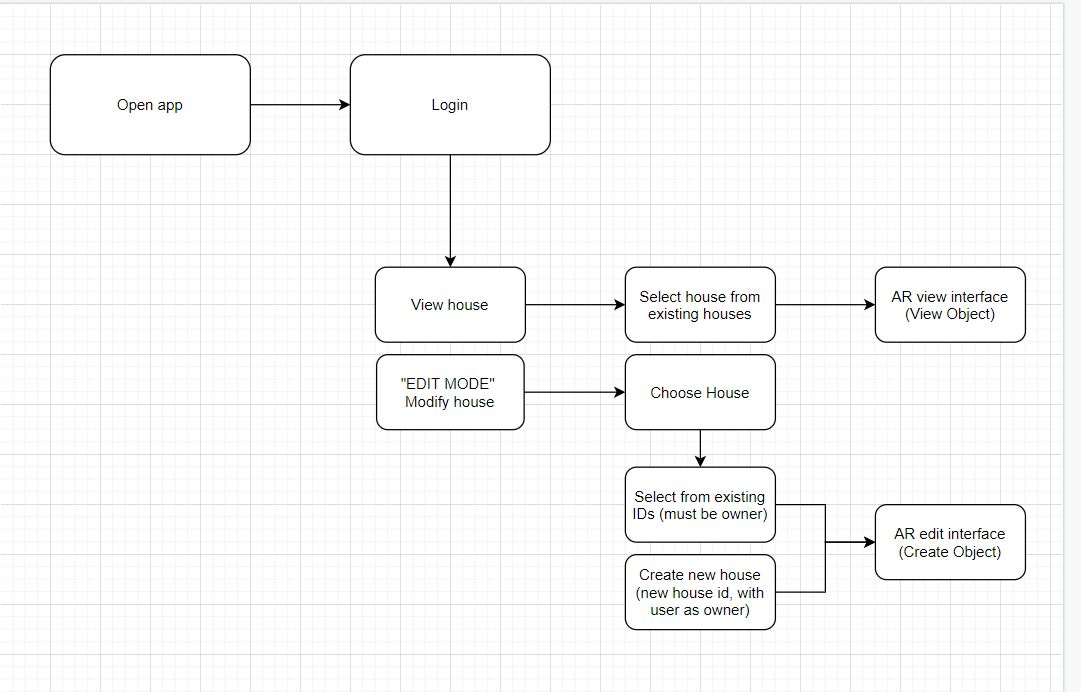 Open app
Login
View house
Select house from
existing houses
AR view interface
(View Object)
"EDIT MODE"
Modify house
Choose House
Select from existing
IDs (must be owner)
AR edit interface
(Create Object)
Create new house
(new house id, with
user as owner)